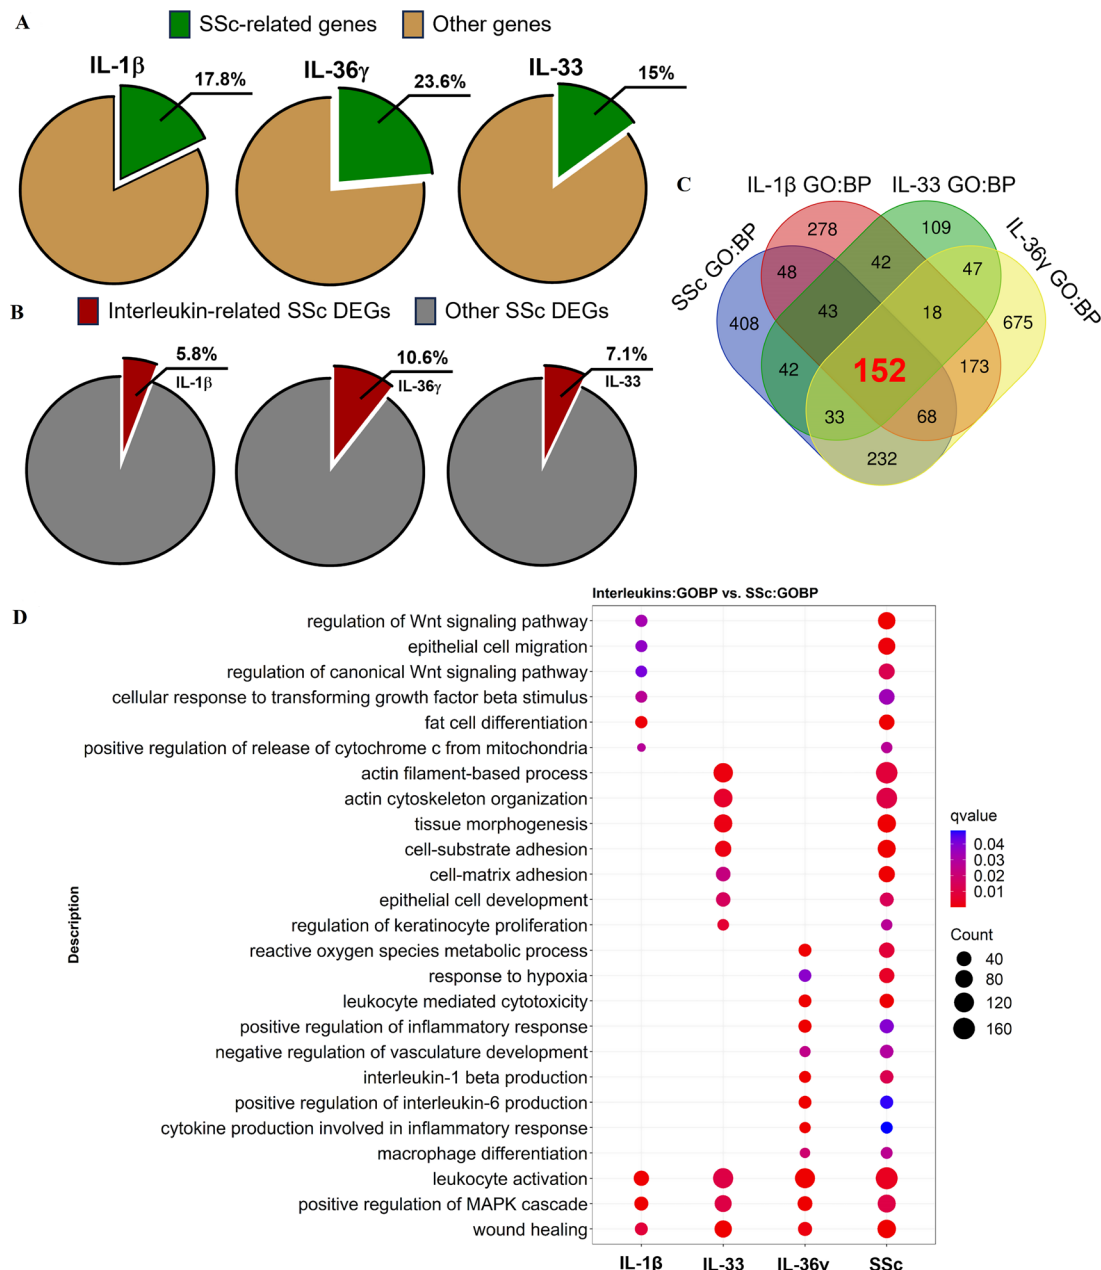 A
SSc-related genes
Other genes
IL-1β
17.8%
IL-36γ
23.6%
IL-33
15%
B
Interleukin-related SSc DEGs
Other SSc DEGs
5.8%
IL-1β
10.6%
IL-36γ
7.1%
IL-33
C
SSc GO:BP
IL-1β GO:BP
IL-33 GO:BP
IL-36γ GO:BP
278
109
48
42
47
408
43
18
675
42
152
173
33
68
232
D
Interleukins:GOBP vs. SSc:GOBP
Description
regulation of Wnt signaling pathway
epithelial cell migration
regulation of canonical Wnt signaling pathway
cellular response to transforming growth factor beta stimulus
fat cell differentiation
positive regulation of release of cytochrome c from mitochondria
actin filament-based process
actin cytoskeleton organization
tissue morphogenesis
cell-substrate adhesion
cell-matrix adhesion
epithelial cell development
regulation of keratinocyte proliferation
reactive oxygen species metabolic process
response to hypoxia
leukocyte mediated cytotoxicity
positive regulation of inflammatory response
negative regulation of vasculature development
interleukin-1 beta production
positive regulation of interleukin-6 production
cytokine production involved in inflammatory response
macrophage differentiation
leukocyte activation
positive regulation of MAPK cascade
wound healing
IL-1β
IL-33
IL-36γ
SSc
qvalue
0.04
0.03
0.02
0.01
Count
40
80
120
160